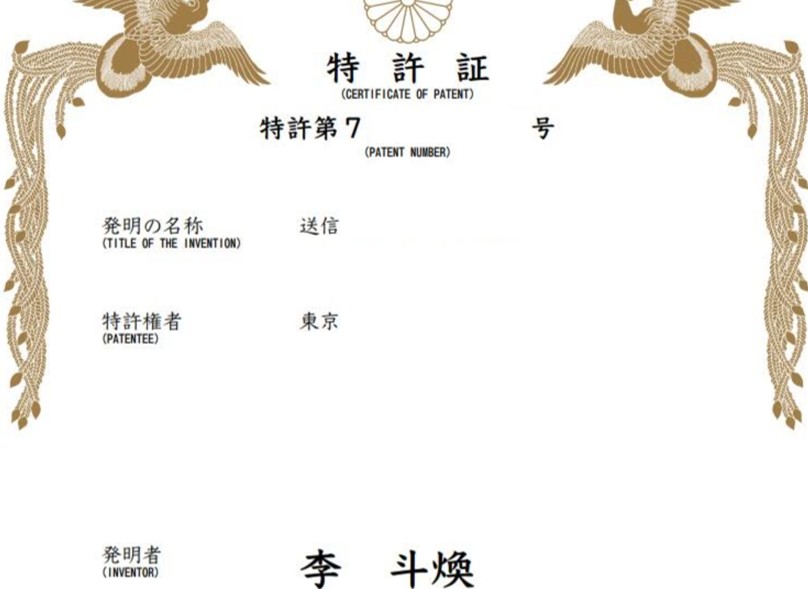 特許証
(CERTIFICATE OF PATENT)
特許第7 号
(PATENT NUMBER)
発明の名称 送信
(TITLE OF THE INVENTION)
特許権者 東京
(PATENTEE)
発明者 李 斗煥
(INVENTOR)